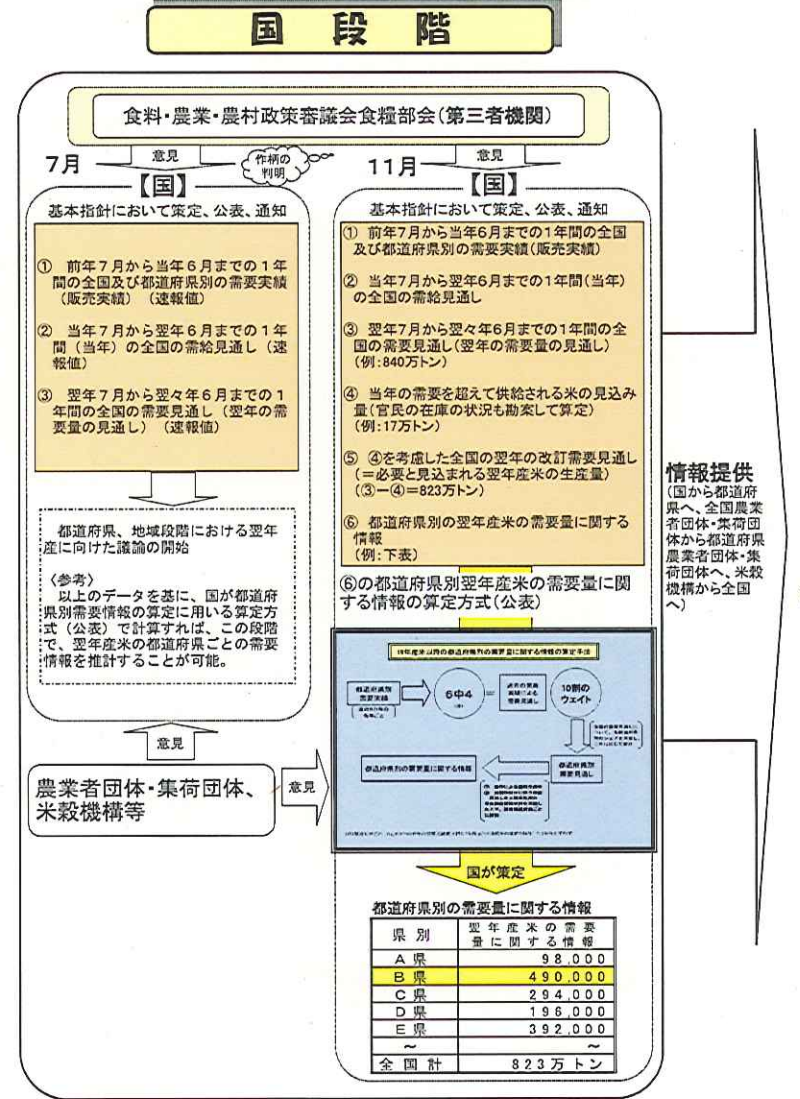 国段階
食料・農業・農村政策審議会食糧部会(第三者機関)
7月
意見
作柄の
判明
11月
意見
【国】
基本指針において策定、公表、通知
① 前年7月から当年6月までの1年
間の全国及び都道府県別の需要実績
(販売実績) (速報値)
② 当年7月から翌年6月までの1年
間(当年)の全国の需給見通し(速
報値)
③ 翌年7月から翌々年6月までの1
年間の全国の需要見通し(翌年の需
要量の見通し) (速報値)
都道府県、地域段階における翌年
産に向けた議論の開始
〈参考〉
以上のデータを基に、国が都道府
県別需要情報の算定に用いる算定方
式(公表)で計算すれば、この段階
で、翌年産米の都道府県ごとの需要
情報を推計することが可能。
意見
農業者団体・集荷団体、
米穀機構等
意見
【国】
基本指針において策定、公表、通知
① 前年7月から当年6月までの1年間の全国
及び都道府県別の需要実績(販売実績)
② 当年7月から翌年6月までの1年間(当年)
の全国の需給見通し
③ 翌年7月から翌々年6月までの1年間の全
国の需要見通し(翌年の需要量の見通し)
(例:840万トン)
④ 当年の需要を超えて供給される米の見込み
量(官民の在庫の状況も勘案して算定)
(例:17万トン)
⑤ ④を考慮した全国の翌年の改訂需要見通し
(=必要と見込まれる翌年産米の生産量)
(③-④=823万トン)
⑥ 都道府県別の翌年産米の需要量に関する
情報
(例:下表)
⑥の都道府県別翌年産米の需要量に関
する情報の算定方式(公表)
都道府県別
需要実績
6中4
=
10割の
ウェイト
都道府県別
需要見通し
都道府県別の需要量に関する情報
国が策定
都道府県別の需要量に関する情報
県別 翌年産米の需要
量に関する情報
A県 98,000
B県 490,000
C県 294,000
D県 196,000
E県 392,000
~ ~
全国計 823万トン
情報提供
(国から都道府
県へ、全国農業
者団体・集荷団
体から都道府県
農業者団体・集
荷団体へ、米穀
機構から全国
へ)